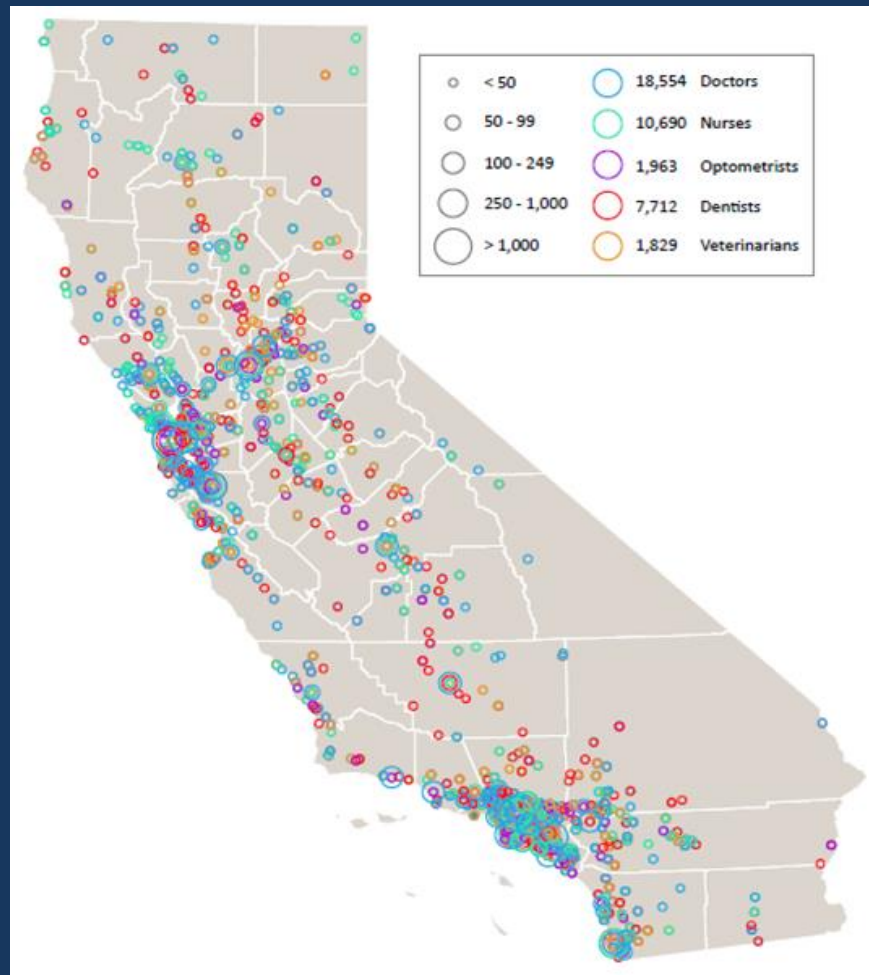 < 50 18,554 Doctors
50 - 99 10,690 Nurses
100 - 249 1,963 Optometrists
250 - 1,000 7,712 Dentists
> 1,000 1,829 Veterinarians